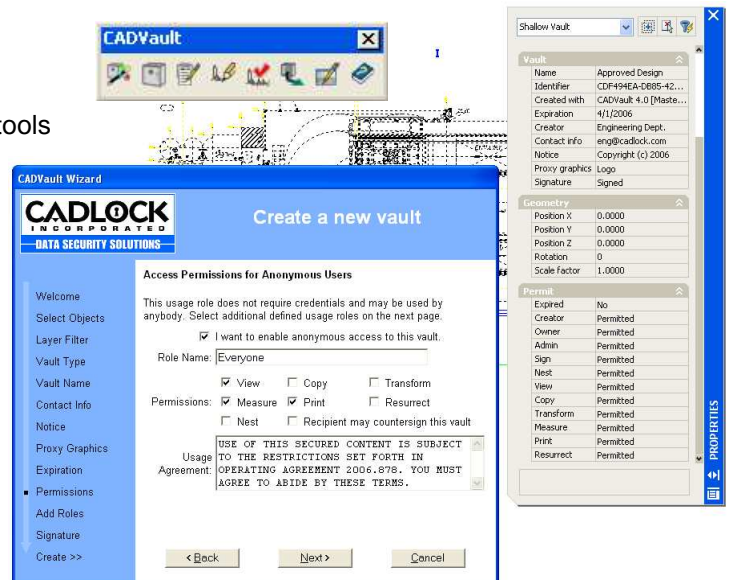 CADVault
tools
CADVault Wizard
CADLOCK
INCORPORATED
DATA SECURITY SOLUTIONS
Create a new vault
Welcome
Select Objects
Layer Filter
Vault Type
Vault Name
Contact Info
Notice
Proxy Graphics
Expiration
Permissions
Add Roles
Signature
Create >>
Access Permissions for Anonymous Users
This usage role does not require credentials and may be used by
anybody. Select additional defined usage roles on the next page.
I want to enable anonymous access to this vault.
Role Name: Everyone
Permissions:
View Copy Transform
Measure Print Resurrect
Nest Recipient may countersign this vault
Usage Agreement:
USE OF THIS SECURED CONTENT IS SUBJECT
TO THE RESTRICTIONS SET FORTH IN
OPERATING AGREEMENT 2006.878. YOU MUST
AGREE TO ABIDE BY THESE TERMS.
< Back Next > Cancel
Shallow Vault
Vault
Name Approved Design
Identifier CDF494EA-DB85-42...
Created with CADVault 4.0 [Maste...
Expiration 4/1/2006
Creator Engineering Dept.
Contact info eng@cadlock.com
Notice Copyright (c) 2006
Proxy graphics Logo
Signature Signed
Geometry
Position X 0.0000
Position Y 0.0000
Position Z 0.0000
Rotation 0
Scale factor 1.0000
Permit
Expired No
Creator Permitted
Owner Permitted
Admin Permitted
Sign Permitted
Nest Permitted
View Permitted
Copy Permitted
Transform Permitted
Measure Permitted
Print Permitted
Resurrect Permitted
PROPERTIES